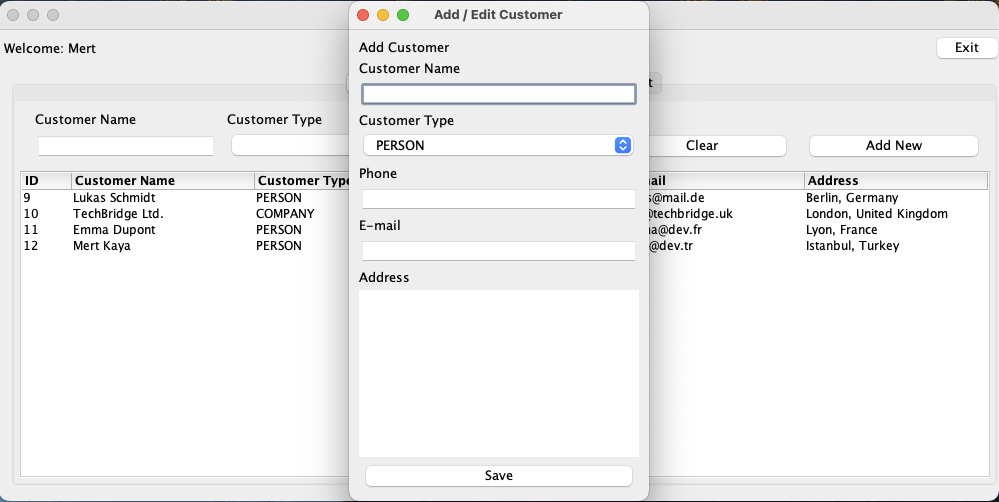 Add / Edit Customer
Welcome: Mert
Exit
Add Customer
Customer Name
Customer Type
PERSON
Phone
E-mail
Address
Save
Customer Name
Customer Type
Clear
Add New
ID Customer Name Customer Type Address
9 Lukas Schmidt PERSON s@mail.de Berlin, Germany
10 TechBridge Ltd. COMPANY @techbridge.uk London, United Kingdom
11 Emma Dupont PERSON a@dev.fr Lyon, France
12 Mert Kaya PERSON @dev.tr Istanbul, Turkey